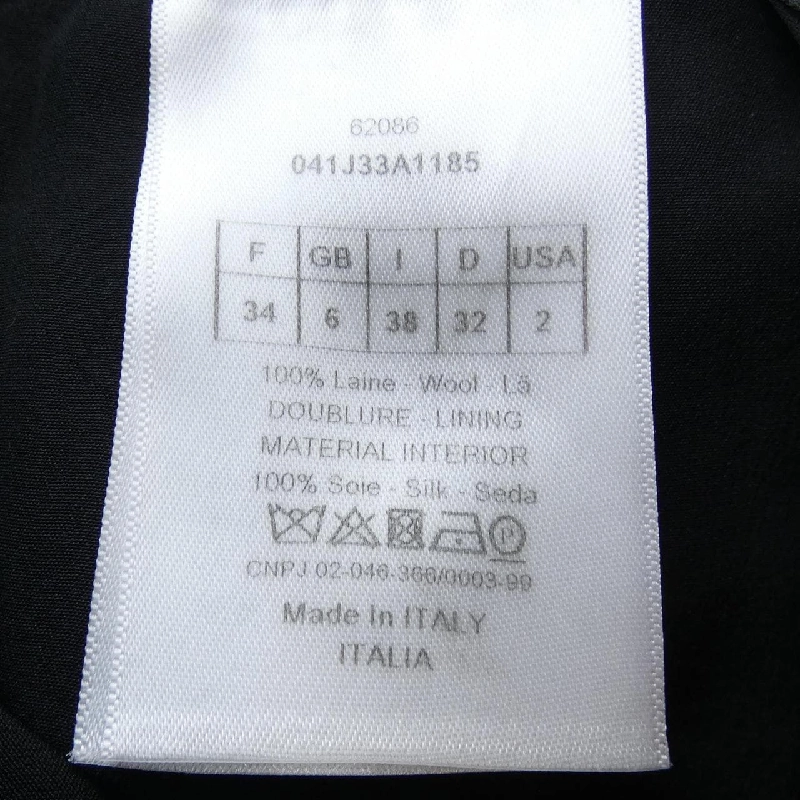 62086
041J33A1185
F GB I D USA
34 6 38 32 2
100% Laine - Wool - Lã
DOUBLURE - LINING
MATERIAL INTERIOR
100% Soie - Silk - Seda
P
CNPJ 02-046-366/0003-99
Made In ITALY
ITALIA